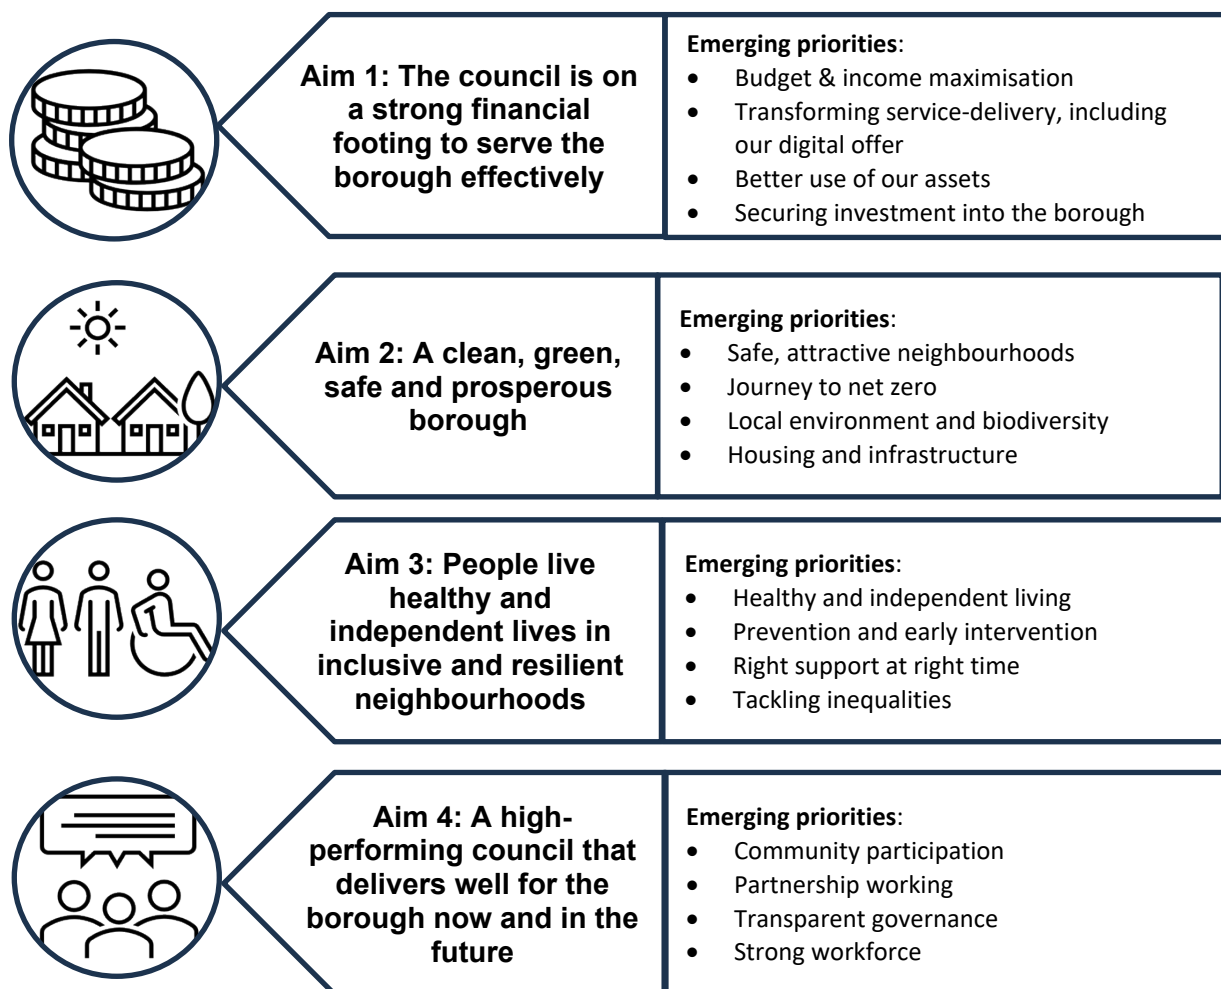 Aim 1: The council is on
a strong financial
footing to serve the
borough effectively
Emerging priorities:
• Budget & income maximisation
• Transforming service-delivery, including
our digital offer
• Better use of our assets
• Securing investment into the borough
Aim 2: A clean, green,
safe and prosperous
borough
Emerging priorities:
• Safe, attractive neighbourhoods
• Journey to net zero
• Local environment and biodiversity
• Housing and infrastructure
Aim 3: People live
healthy and
independent lives in
inclusive and resilient
neighbourhoods
Emerging priorities:
• Healthy and independent living
• Prevention and early intervention
• Right support at right time
• Tackling inequalities
Aim 4: A high-
performing council that
delivers well for the
borough now and in the
future
Emerging priorities:
• Community participation
• Partnership working
• Transparent governance
• Strong workforce